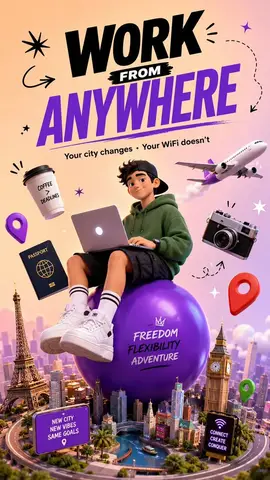 WORK
FROM
ANYWHERE
Your city changes • Your WiFi doesn't
COFFEE
>
DEADLINES
PASSPORT
FREEDOM
FLEXIBILITY
ADVENTURE
NEW CITY
NEW VIBES
SAME GOALS
CONNECT
CREATE
CONQUER